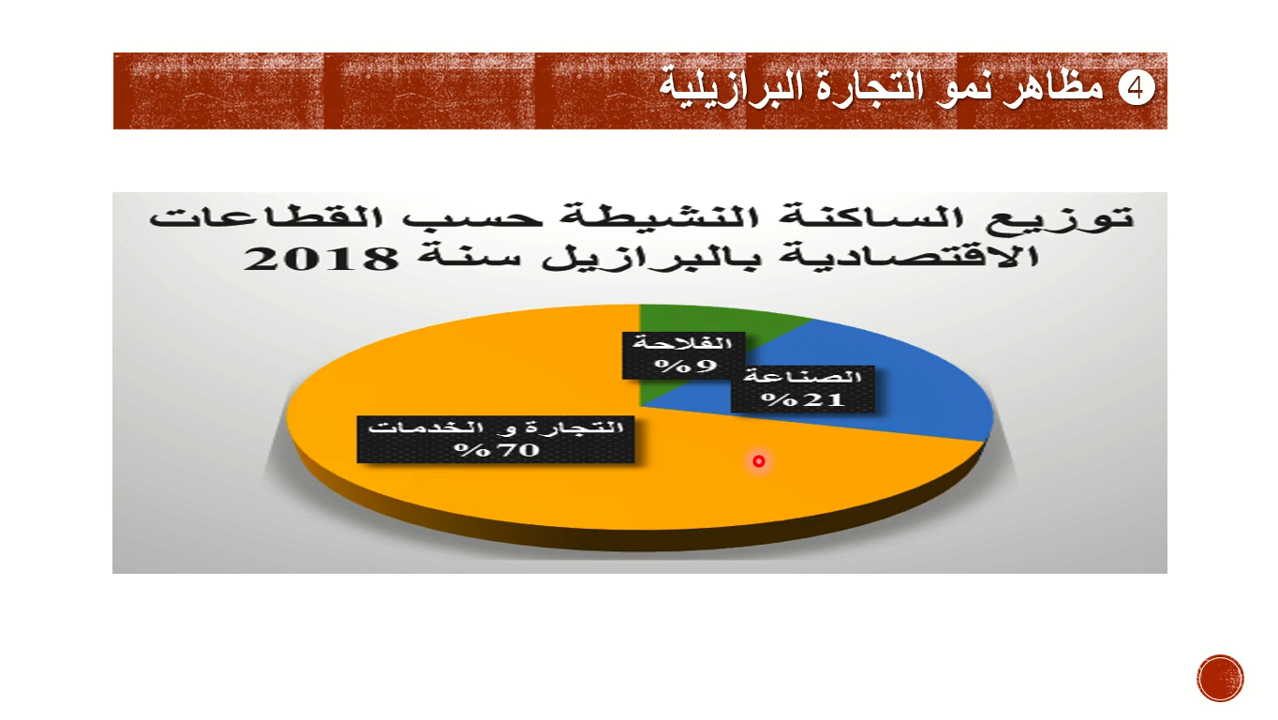 ❹ مظاهر نمو التجارة البرازيلية
توزيع الساكنة النشيطة حسب القطاعات
الاقتصادية بالبرازيل سنة 2018
الفلاحة
9%
الصناعة
21%
التجارة و الخدمات
70%